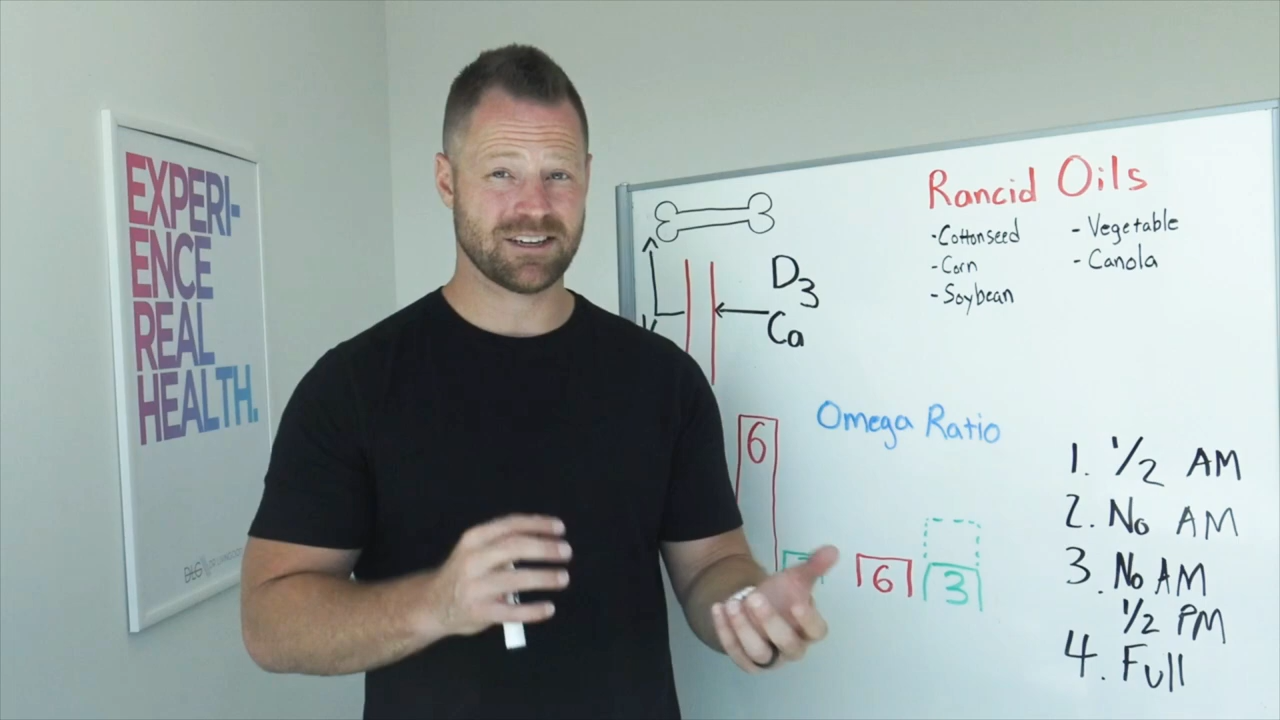 EXPERI-
ENCE
REAL
HEALTH.
D3
Ca
Rancid Oils
-Cottonseed
-Corn
-Soybean
-Vegetable
-Canola
Omega Ratio
6
6
3
1. 1/2 AM
2. No AM
3. No AM
1/2 PM
4. Full